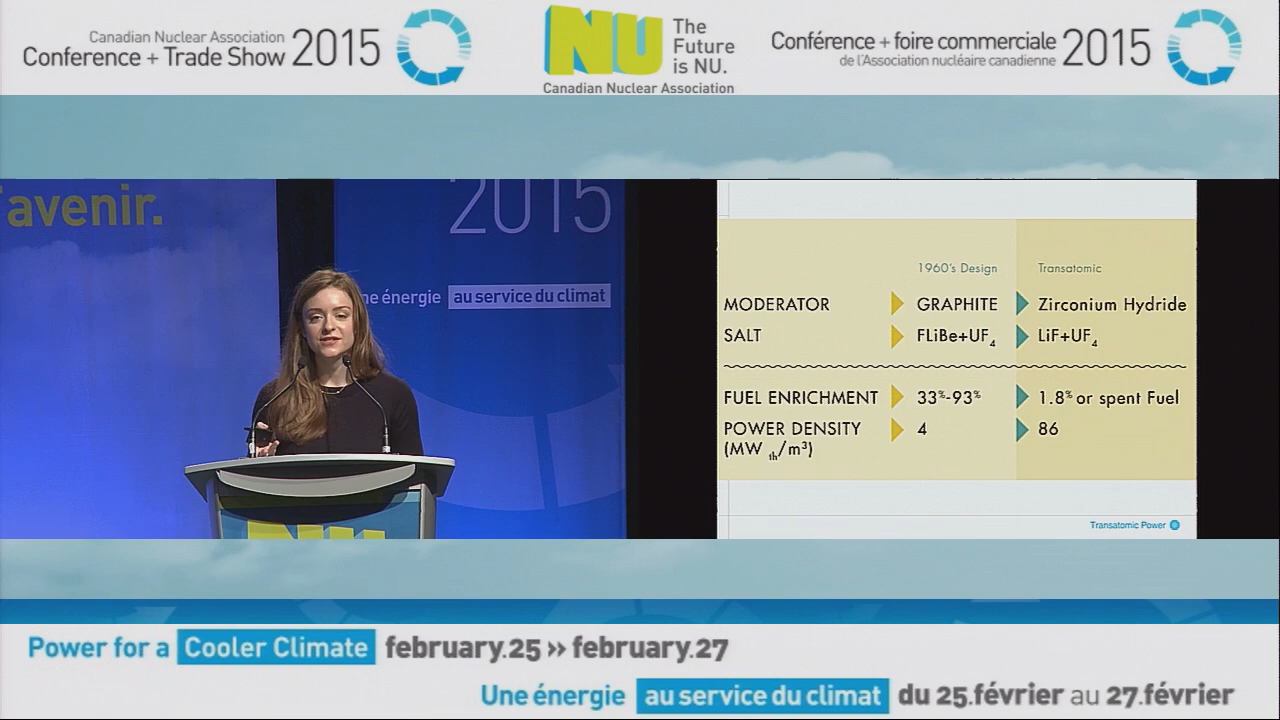 Canadian Nuclear Association
Conference + Trade Show 2015
NU The Future is NU.
Canadian Nuclear Association
Conférence + foire commerciale 2015
de l'Association nucléaire canadienne
'avenir.
2015
ne énergie au service du climat
NU
1960's Design Transatomic
MODERATOR GRAPHITE Zirconium Hydride
SALT FLiBe+UF4 LiF+UF4
FUEL ENRICHMENT 33%-93% 1.8% or spent Fuel
POWER DENSITY 4 86
(MW th/m³)
Transatomic Power
Power for a Cooler Climate february.25 >> february.27
Une énergie au service du climat du 25.février au 27.février